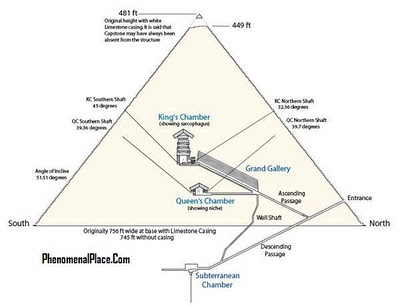 481 ft
Original height with white
Limestone casing It is said that
Capstone may have always been
absent from the structure
449 ft
KC Southern Shaft
45 degrees
KC Northern Shaft
32.36 degrees
QC Southern Shaft
39.36 degrees
QC Northern Shaft
39.7 degrees
King's Chamber
(showing sarcophagus)
Angle of Incline
51.51 degrees
Grand Gallery
Queen's Chamber
(showing niche)
Ascending
Passage
Entrance
Well Shaft
South
North
Originally 756 ft wide at base with Limestone Casing
745 ft without casing
Descending
Passage
PhenomenalPlace.Com
Subterranean
Chamber